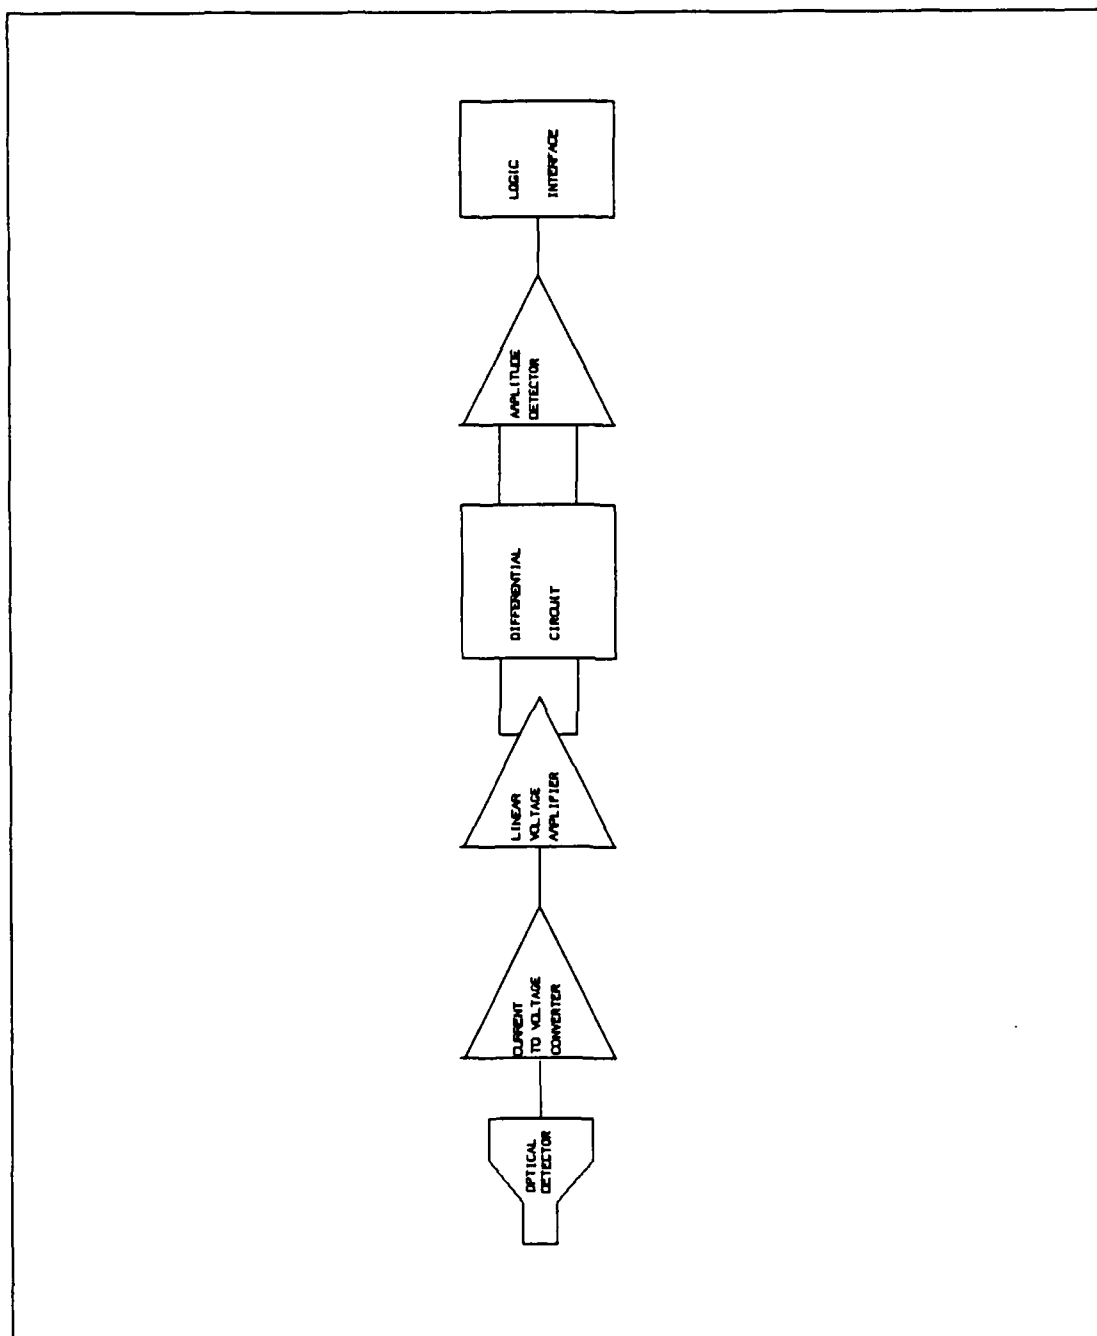 OPTICAL
DETECTOR
CURRENT
TO VOLTAGE
CONVERTER
LINEAR
VOLTAGE
AMPLIFIER
DIFFERENTIAL
CIRCUIT
AMPLITUDE
DETECTOR
LOGIC
INTERFACE